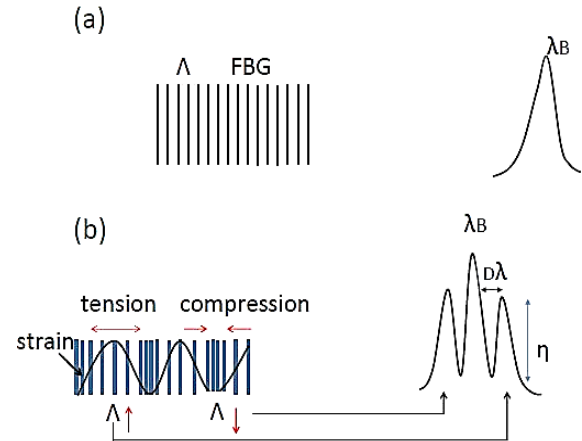 (a)
Λ FBG
λB
(b)
λB
Dλ
tension compression
strain
η
Λ Λ